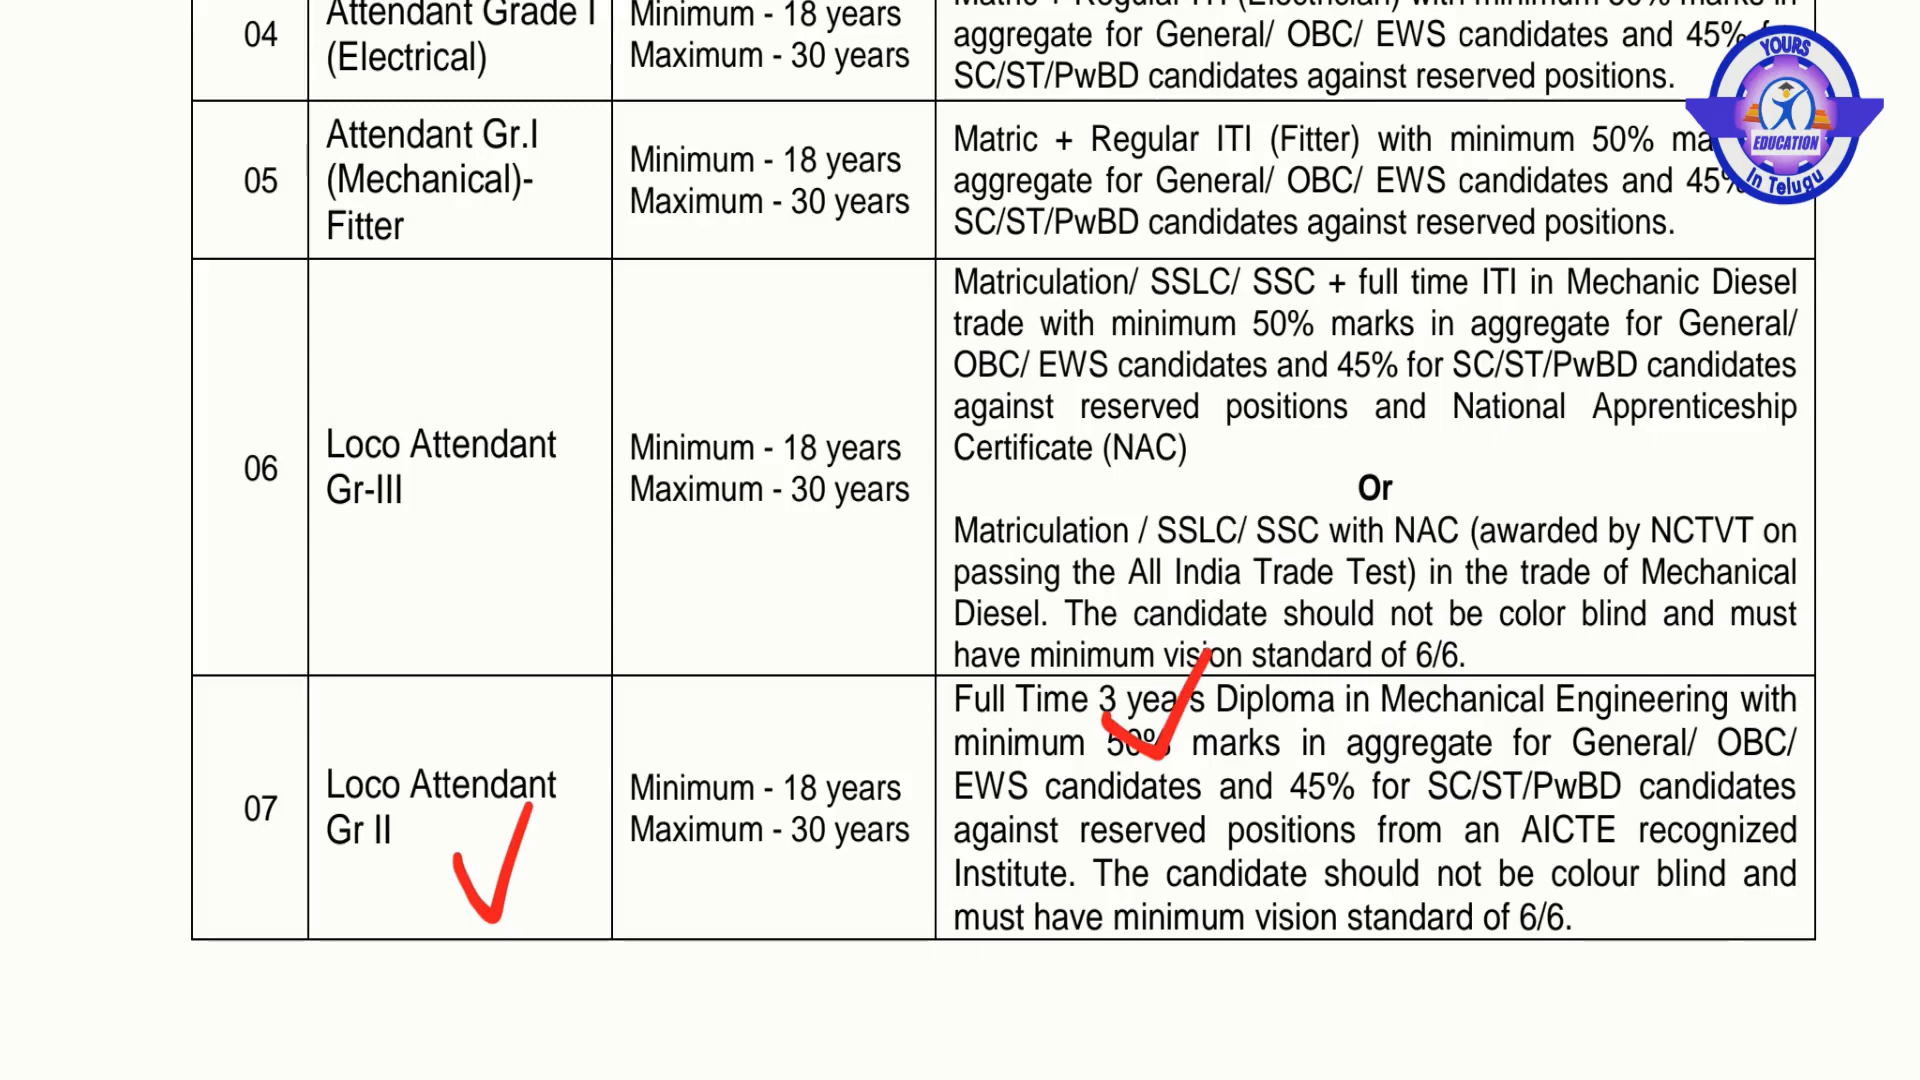 04
Attendant Grade I
(Electrical)
Minimum - 18 years
Maximum - 30 years
Matric + Regular ITI (Electrician) with minimum 50% marks in
aggregate for General/ OBC/ EWS candidates and 45%
SC/ST/PwBD candidates against reserved positions.
05
Attendant Gr.I
(Mechanical)-
Fitter
Minimum - 18 years
Maximum - 30 years
Matric + Regular ITI (Fitter) with minimum 50%
aggregate for General/ OBC/ EWS candidates and 45%
SC/ST/PwBD candidates against reserved positions.
06
Loco Attendant
Gr-III
Minimum - 18 years
Maximum - 30 years
Matriculation/ SSLC/ SSC + full time ITI in Mechanic Diesel
trade with minimum 50% marks in aggregate for General/
OBC/ EWS candidates and 45% for SC/ST/PwBD candidates
against reserved positions and National Apprenticeship
Certificate (NAC)
Or
Matriculation / SSLC/ SSC with NAC (awarded by NCTVT on
passing the All India Trade Test) in the trade of Mechanical
Diesel. The candidate should not be color blind and must
have minimum vision standard of 6/6.
07
Loco Attendant
Gr II
Minimum - 18 years
Maximum - 30 years
Full Time 3 years Diploma in Mechanical Engineering with
minimum 50% marks in aggregate for General/ OBC/
EWS candidates and 45% for SC/ST/PwBD candidates
against reserved positions from an AICTE recognized
Institute. The candidate should not be colour blind and
must have minimum vision standard of 6/6.
YOURS
EDUCATION
In Telugu